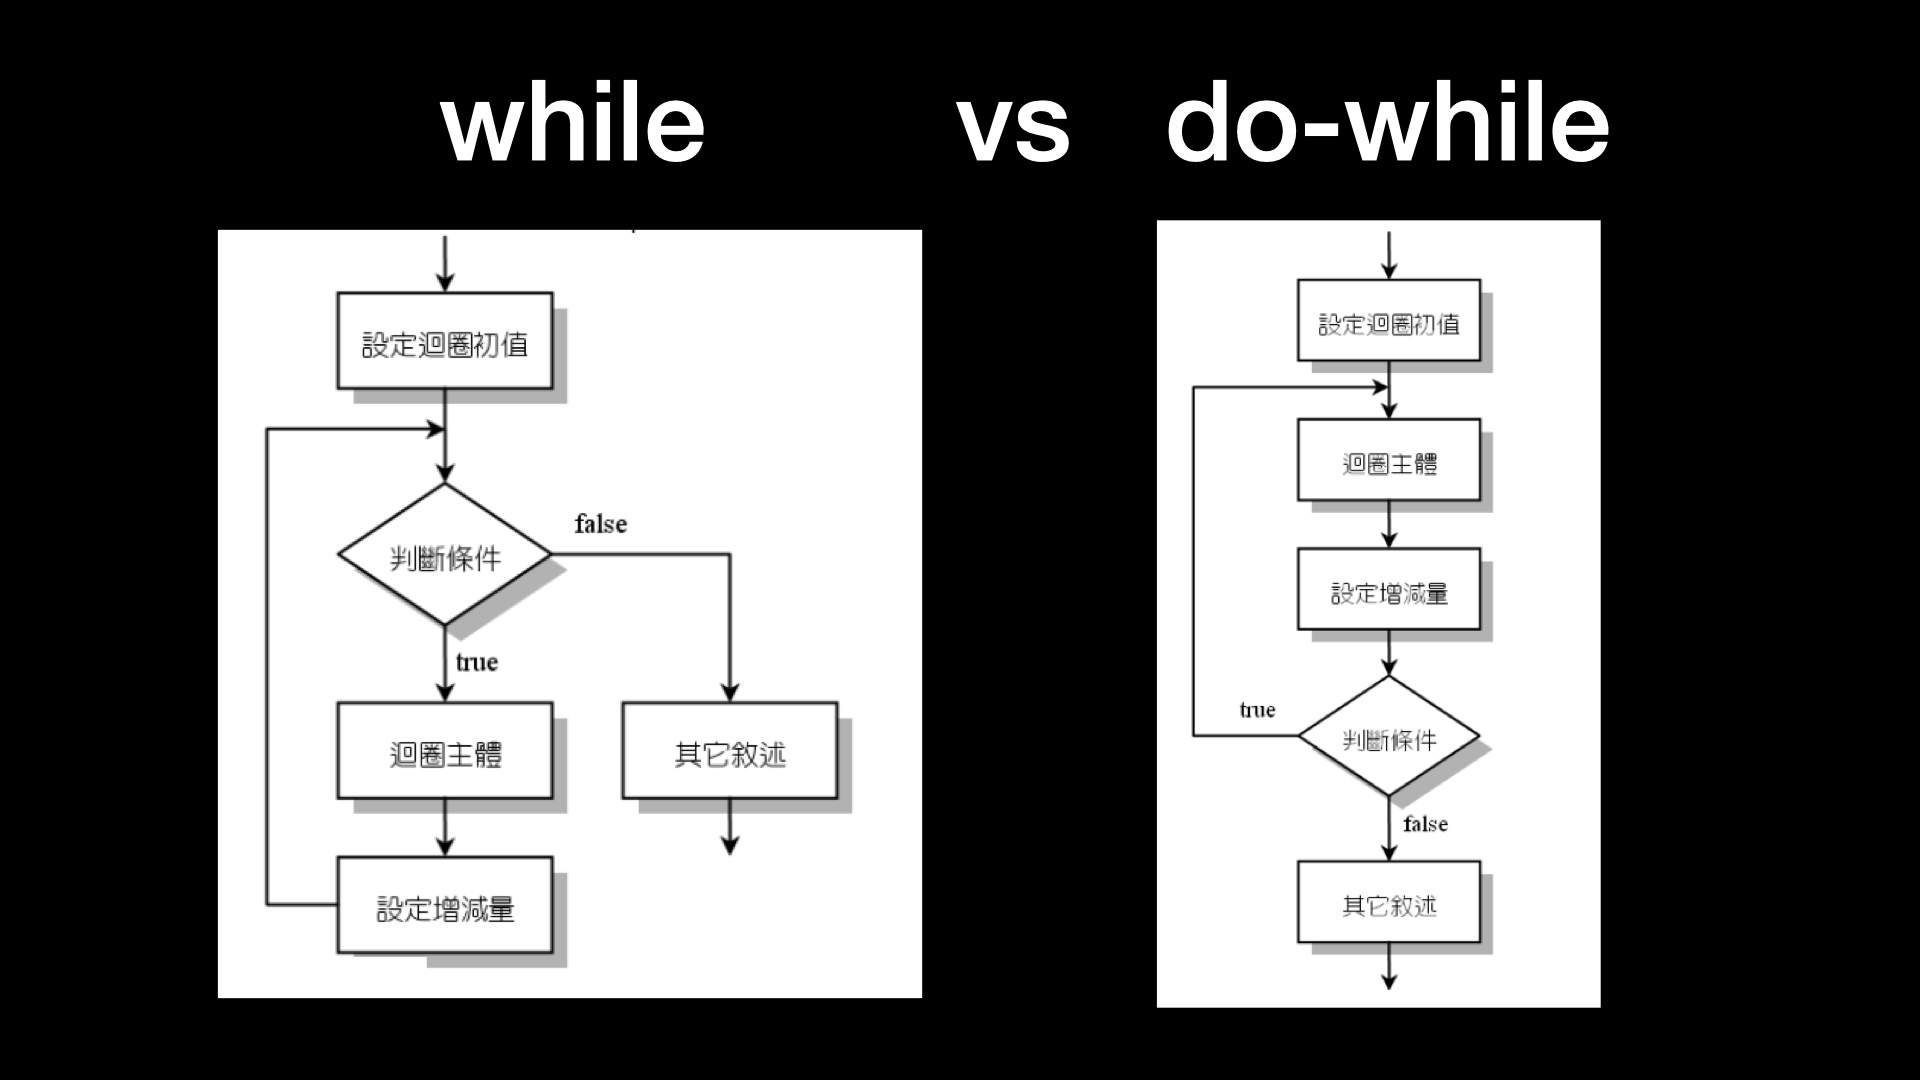 while vs do-while
設定迴圈初值
判斷條件
false
true
迴圈主體
其它敘述
設定增減量
設定迴圈初值
迴圈主體
設定增減量
true
判斷條件
false
其它敘述